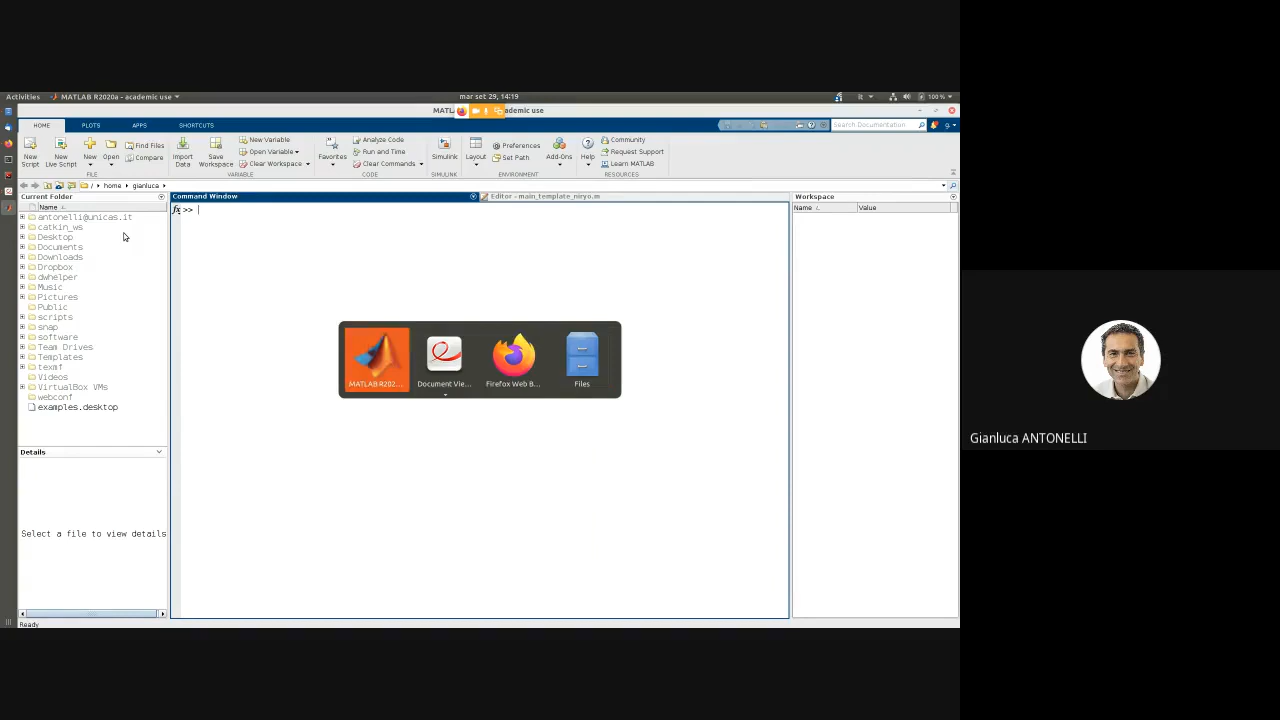 Activities MATLAB R2020a - academic use mar set 29, 14:19 it 100 %
MATL ademic use
HOME PLOTS APPS SHORTCUTS Search Documentation g
New Script New Live Script New Open Find Files Compare Import Data Save Workspace New Variable Open Variable Clear Workspace Favorites Analyze Code Run and Time Clear Commands Simulink Layout Preferences Set Path Add-Ons Help Community Request Support Learn MATLAB
FILE VARIABLE CODE SIMULINK ENVIRONMENT RESOURCES
/ home gianluca
Current Folder Command Window Editor - main_template_niryo.m Workspace
Name Name Value
fx >>
antonelli@unicas.it
catkin_ws
Desktop
Documents
Downloads
Dropbox
dwhelper
Music
Pictures
Public
scripts
snap
software
Team Drives
Templates
texmf
Videos
VirtualBox VMs
webconf
examples.desktop
MATLAB R202... Document Vie... Firefox Web B... Files
Details
Select a file to view details
Ready
Gianluca ANTONELLI